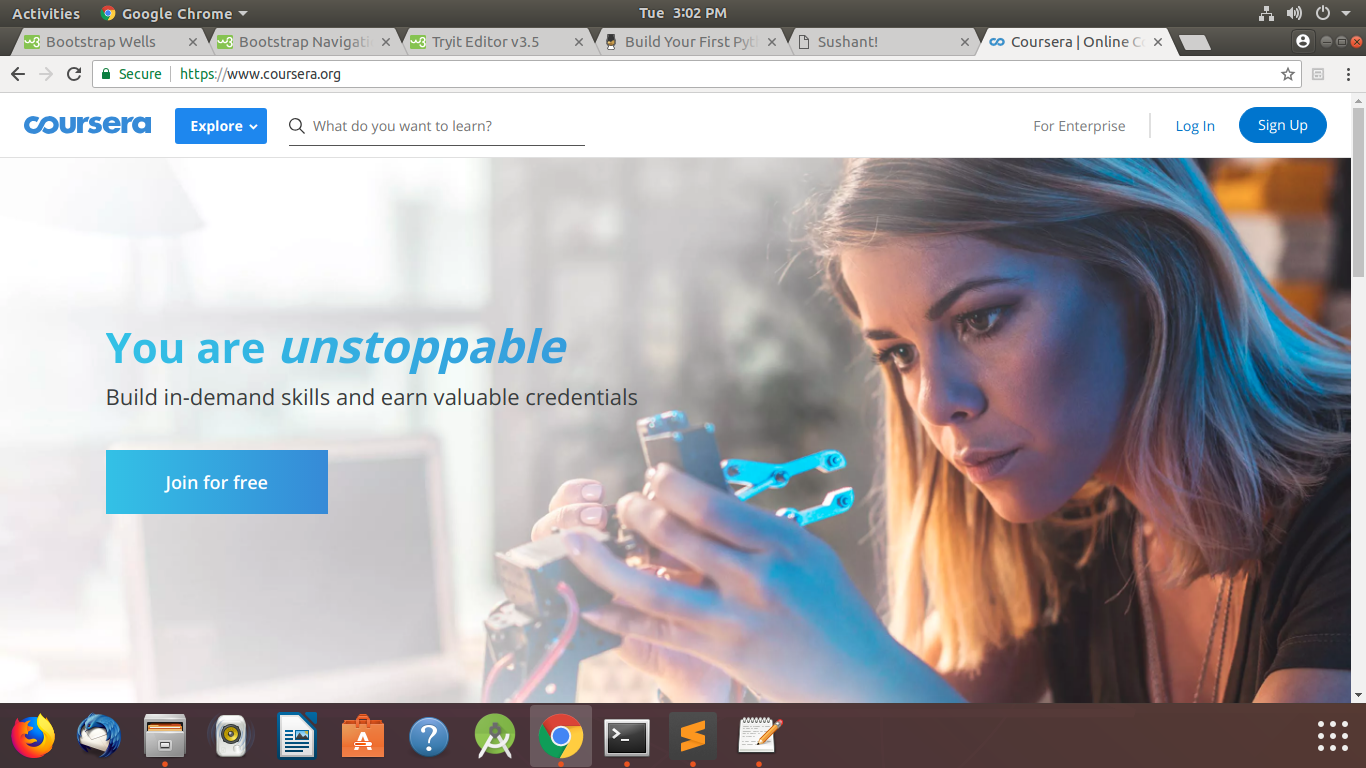 Activities Google Chrome Tue 3:02 PM
Bootstrap Wells Bootstrap Navigati Tryit Editor v3.5 Build Your First Pyt Sushant! Coursera | Online C
Secure https://www.coursera.org
coursera Explore What do you want to learn? For Enterprise Log In Sign Up
You are unstoppable
Build in-demand skills and earn valuable credentials
Join for free